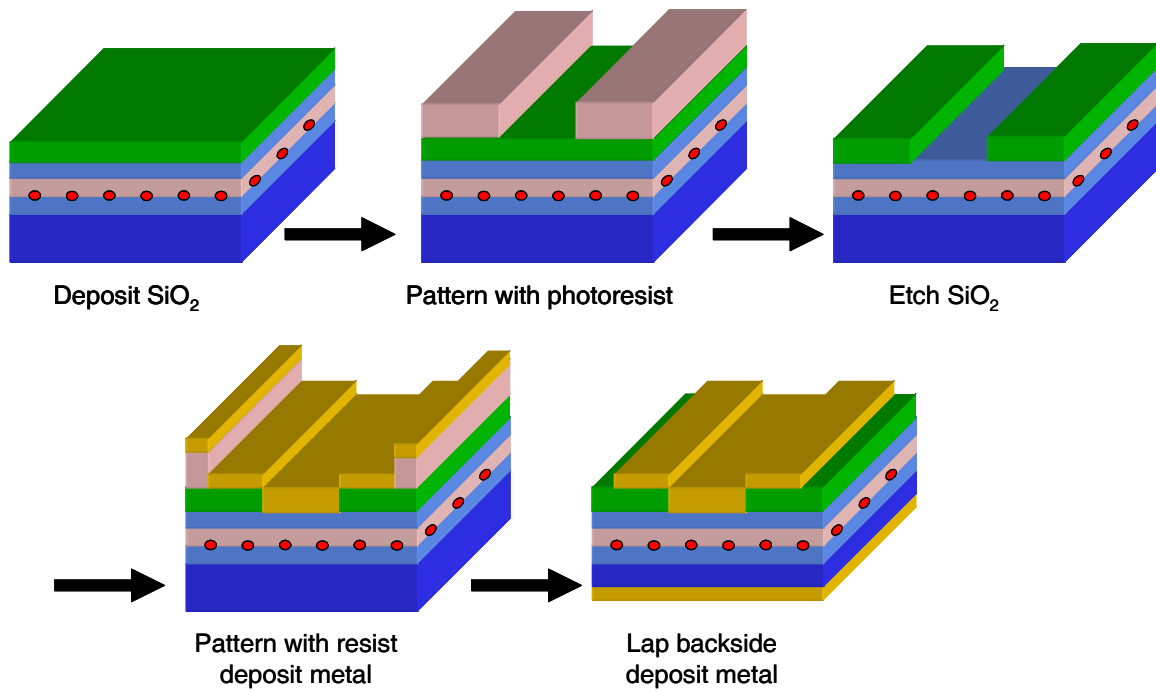 Deposit SiO₂
Pattern with photoresist
Etch SiO₂
Pattern with resist
deposit metal
Lap backside
deposit metal